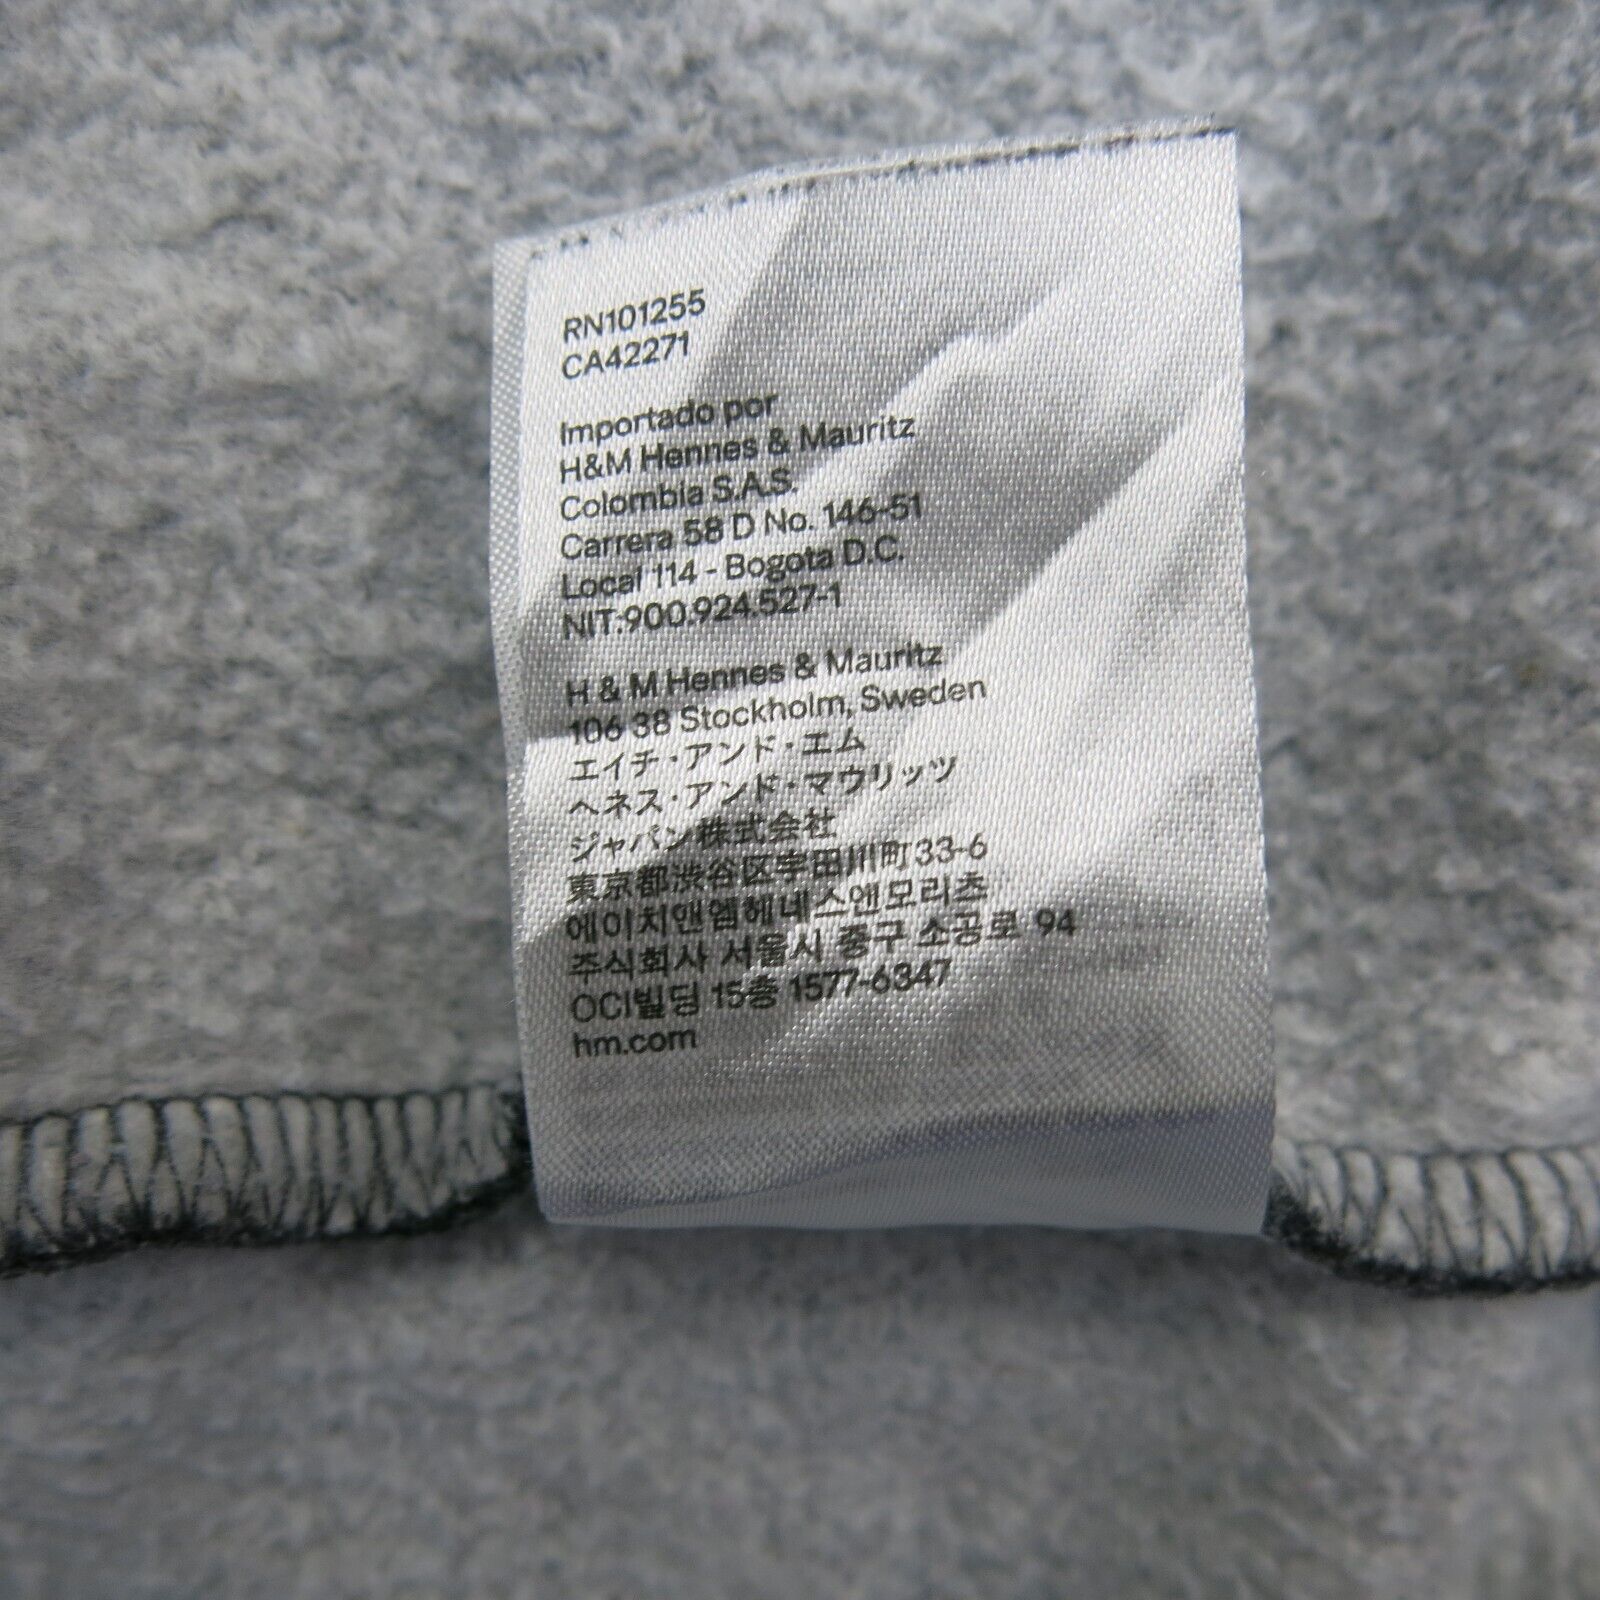 RN101255
CA42271
Importado por
H&M Hennes & Mauritz
Colombia S.A.S.
Carrera 58 D No. 146-51
Local 114 - Bogota D.C.
NIT:900.924.527-1
H & M Hennes & Mauritz
106 38 Stockholm, Sweden
エイチ・アンド・エム
ヘネス・アンド・マウリッツ
ジャパン株式会社
東京都渋谷区宇田川町33-6
에이치앤엠헤네스앤모리츠
주식회사 서울시 중구 소공로 94
OCI빌딩 15층 1577-6347
hm.com